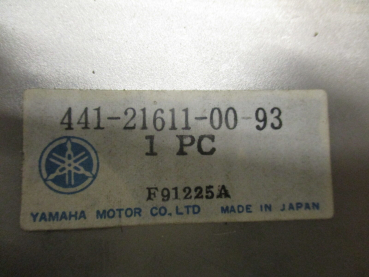 441-21611-00-93
1 PC
F91225A
YAMAHA MOTOR CO.LTD MADE IN JAPAN